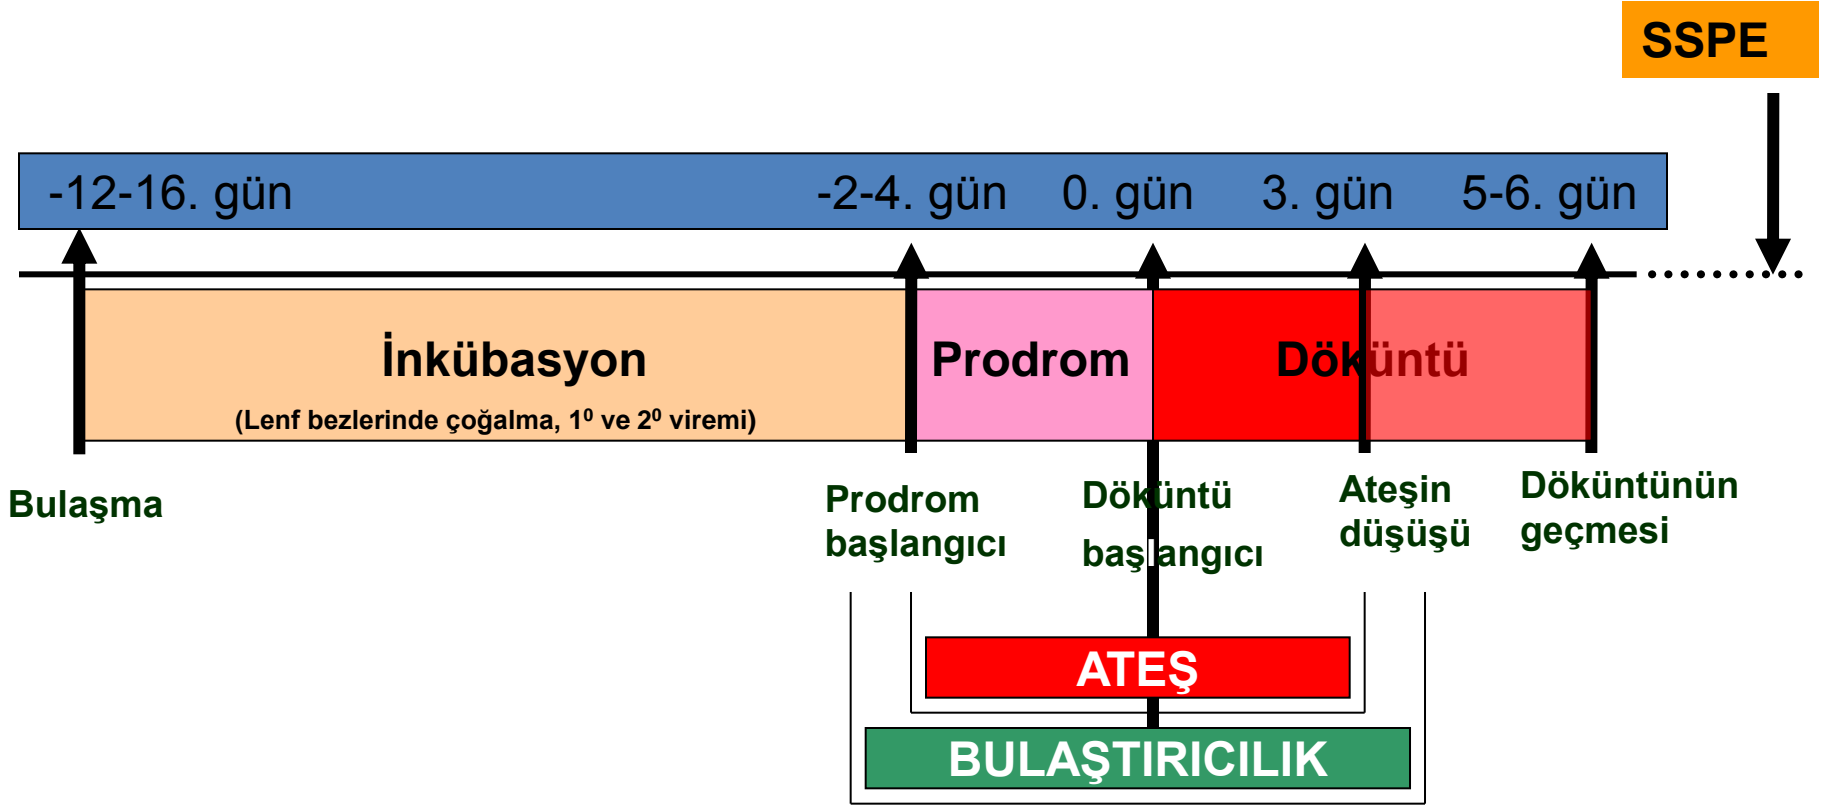 SSPE
-12-16. gün -2-4. gün 0. gün 3. gün 5-6. gün
İnkübasyon Prodrom Döküntü
(Lenf bezlerinde çoğalma, 1⁰ ve 2⁰ viremi)
Bulaşma
Prodrom
başlangıcı
Döküntü
başlangıcı
Ateşin
düşüşü
Döküntünün
geçmesi
ATEŞ
BULAŞTIRICILIK